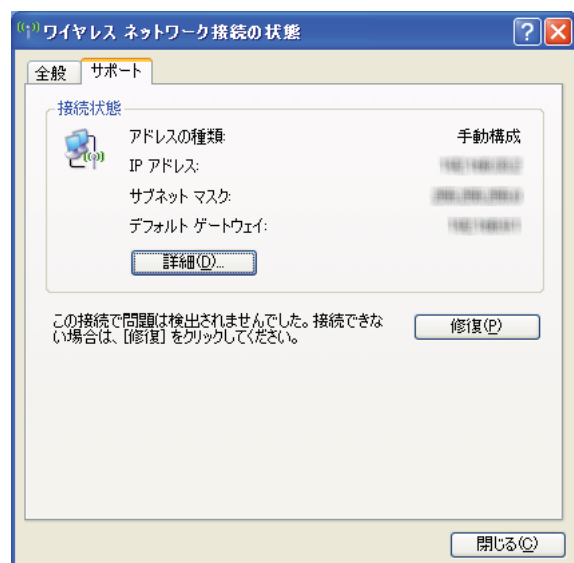 ワイヤレス ネットワーク接続の状態
全般 サポート
接続状態
アドレスの種類: 手動構成
IP アドレス:
サブネット マスク:
デフォルト ゲートウェイ:
詳細(D)...
この接続で問題は検出されませんでした。接続できな
い場合は、[修復] をクリックしてください。
修復(P)
閉じる(C)